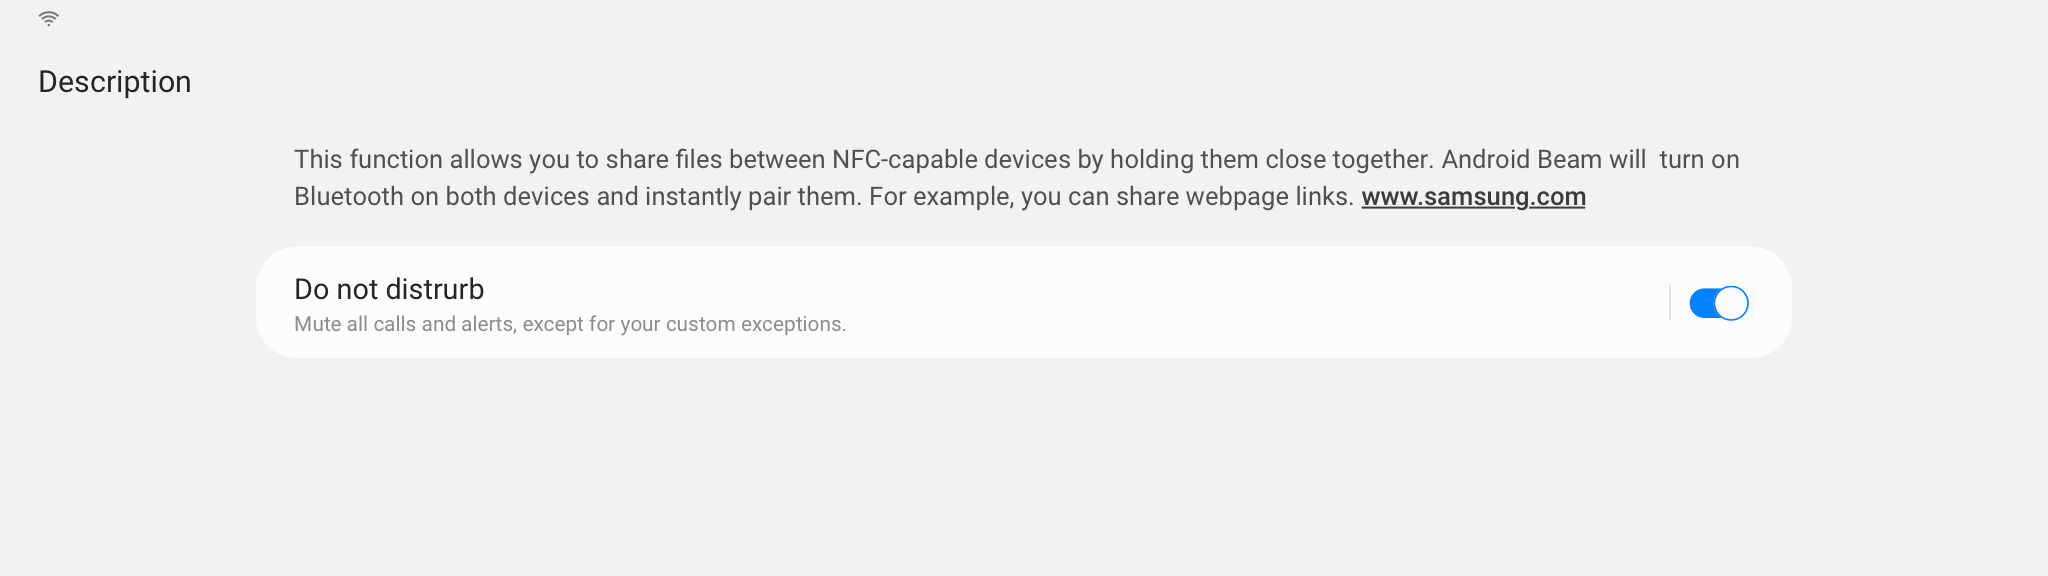 Description
This function allows you to share files between NFC-capable devices by holding them close together. Android Beam will  turn on
Bluetooth on both devices and instantly pair them. For example, you can share webpage links. www.samsung.com
Do not distrurb
Mute all calls and alerts, except for your custom exceptions.